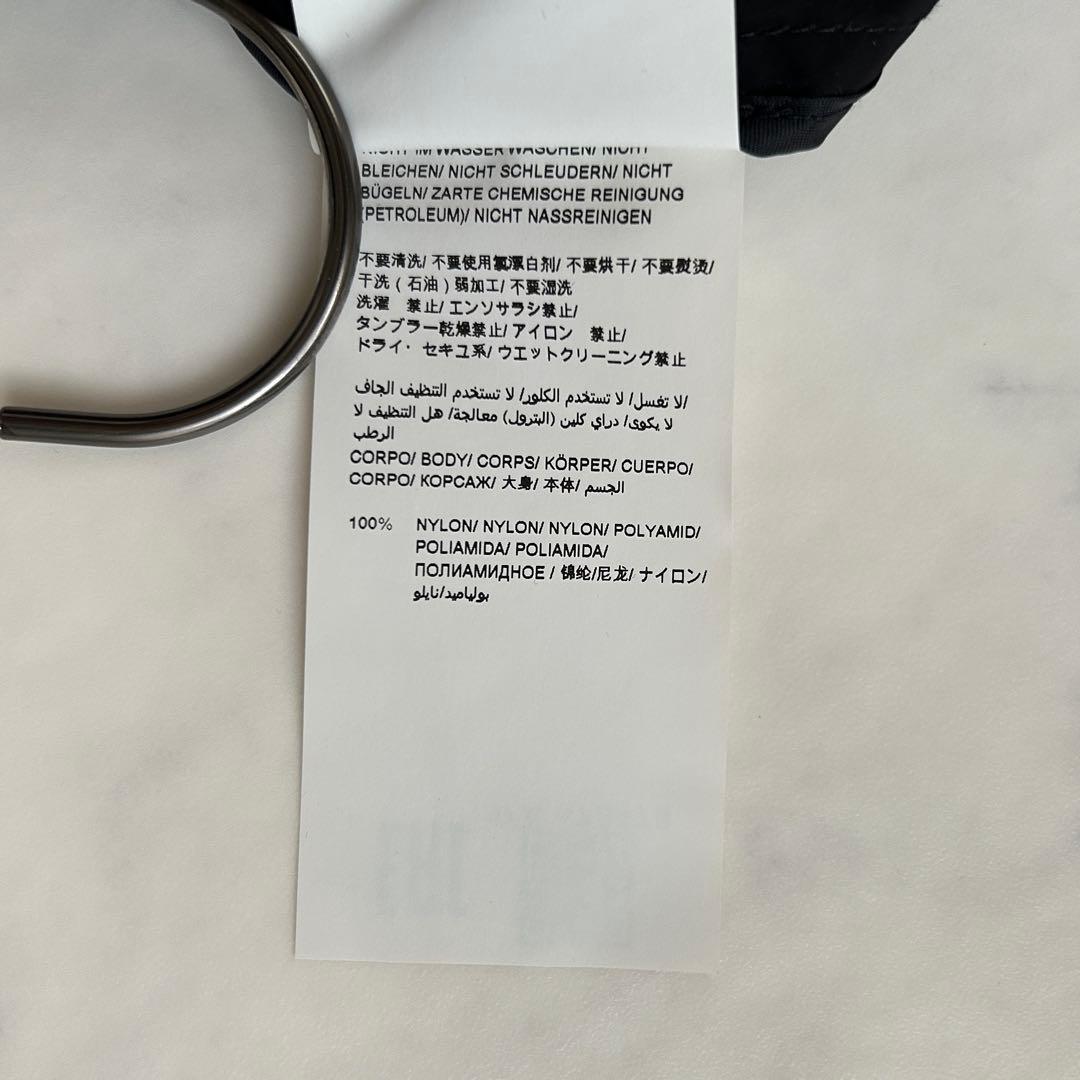 NICHT IM WASSER WASCHEN/ NICHT
BLEICHEN/ NICHT SCHLEUDERN/ NICHT
BÜGELN/ ZARTE CHEMISCHE REINIGUNG
(PETROLEUM)/ NICHT NASSREINIGEN
不要清洗/ 不要使用氯漂白剂/ 不要烘干/ 不要熨烫/
干洗（石油）弱加工/ 不要湿洗
洗濯　禁止/ エンソサラシ禁止/
タンブラー乾燥禁止/ アイロン　禁止/
ドライ・ セキユ系/ ウエットクリーニング禁止
لا تغسل/ لا تستخدم الكلور/ لا تستخدم التنظيف الجاف/
لا يكوى/ دراي كلين (البترول) معالجة/ هل التنظيف لا
الرطب
CORPO/ BODY/ CORPS/ KÖRPER/ CUERPO/
CORPO/ КОРСАЖ/ 大身/ 本体/ الجسم
100% NYLON/ NYLON/ NYLON/ POLYAMID/
POLIAMIDA/ POLIAMIDA/
ПОЛИАМИДНОЕ / 锦纶/尼龙/ ナイロン/
بولياميد/نايلو